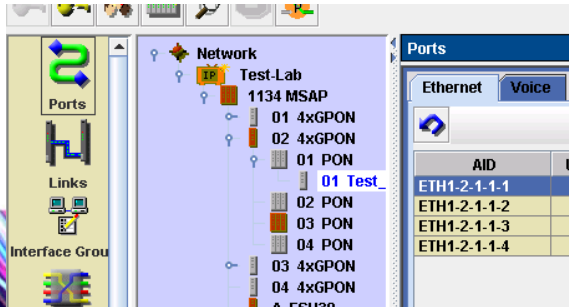 Ports
Links
Interface Grou
Network
IP
Test-Lab
1134 MSAP
01 4xGPON
02 4xGPON
01 PON
01 Test_
02 PON
03 PON
04 PON
03 4xGPON
04 4xGPON
Ports
Ethernet Voice
AID
ETH1-2-1-1-1
ETH1-2-1-1-2
ETH1-2-1-1-3
ETH1-2-1-1-4